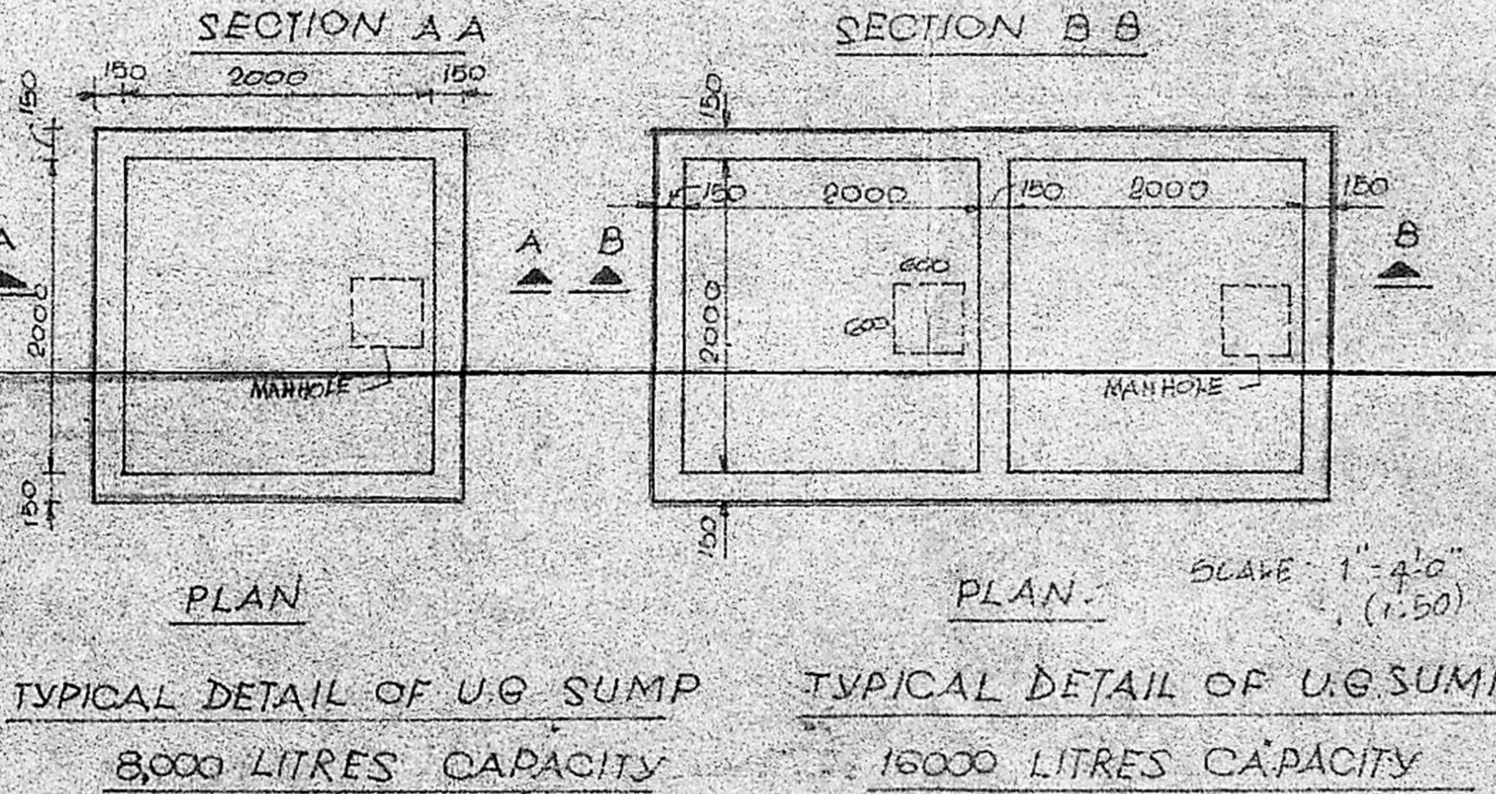 SECTION A A
150 2000 150
150
A
2000
A
MANHOLE
150
PLAN
TYPICAL DETAIL OF U.G SUMP
8,000 LITRES CAPACITY
SECTION B B
150
150 2000 150 2000 150
B
B
600
600
2000
MANHOLE
150
PLAN.
SCALE 1"=4'-0"
(1:50)
TYPICAL DETAIL OF U.G.SUM
16000 LITRES CAPACITY